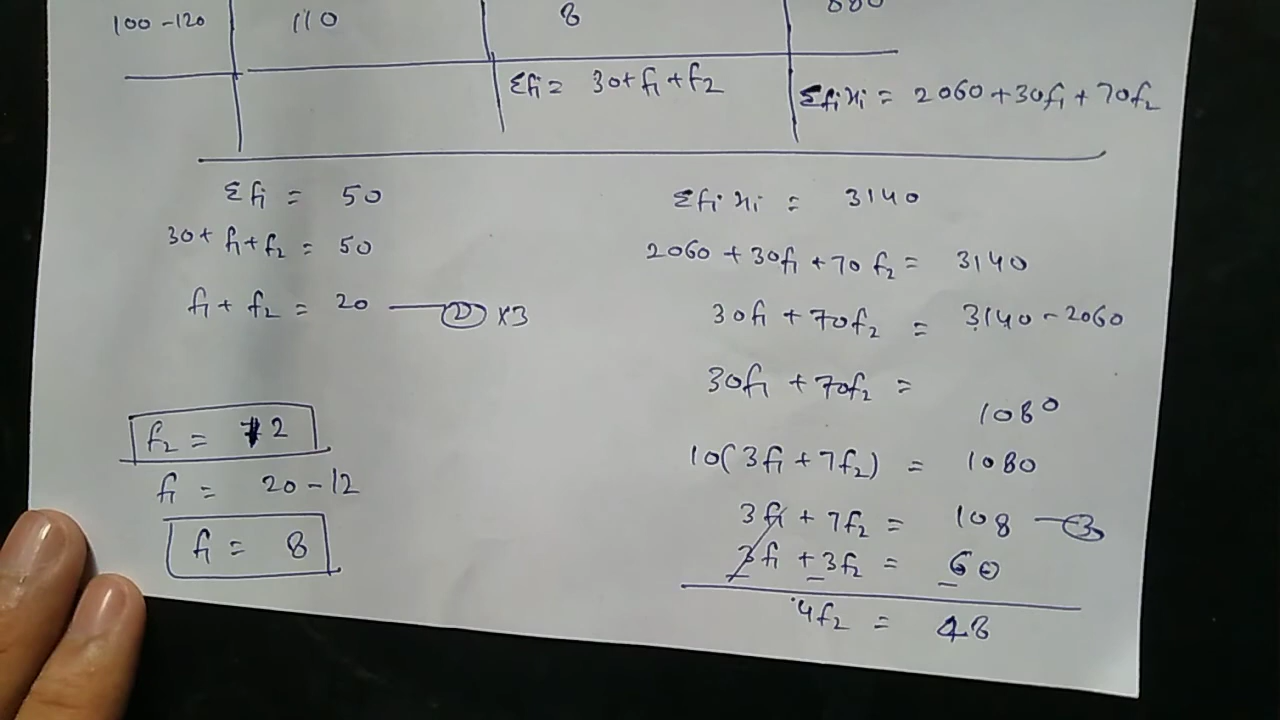 100-120 110 8
Σfi = 30+f₁+f₂ Σfixi = 2060+30f₁+70f₂
Σfi = 50
30+f₁+f₂ = 50
f₁+f₂ = 20 —② ×3
f₂ = 12
f₁ = 20-12
f₁ = 8
Σfixi = 3140
2060+30f₁+70f₂ = 3140
30f₁+70f₂ = 3140-2060
30f₁+70f₂ =
1080
10(3f₁+7f₂) = 1080
3f₁+7f₂ = 108 —③
3f₁+3f₂ = 60
4f₂ = 48